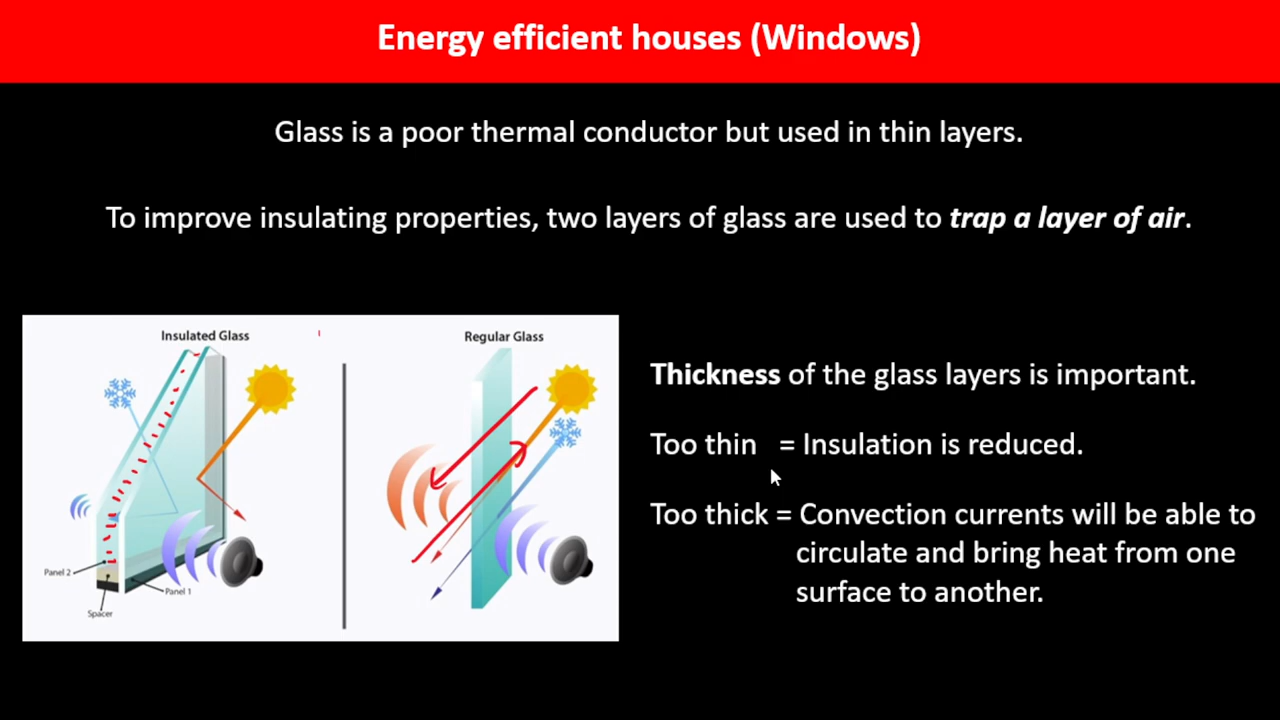 Energy efficient houses (Windows)
Glass is a poor thermal conductor but used in thin layers.
To improve insulating properties, two layers of glass are used to trap a layer of air.
Insulated Glass
Panel 2
Panel 1
Spacer
Regular Glass
Thickness of the glass layers is important.
Too thin = Insulation is reduced.
Too thick = Convection currents will be able to
circulate and bring heat from one
surface to another.